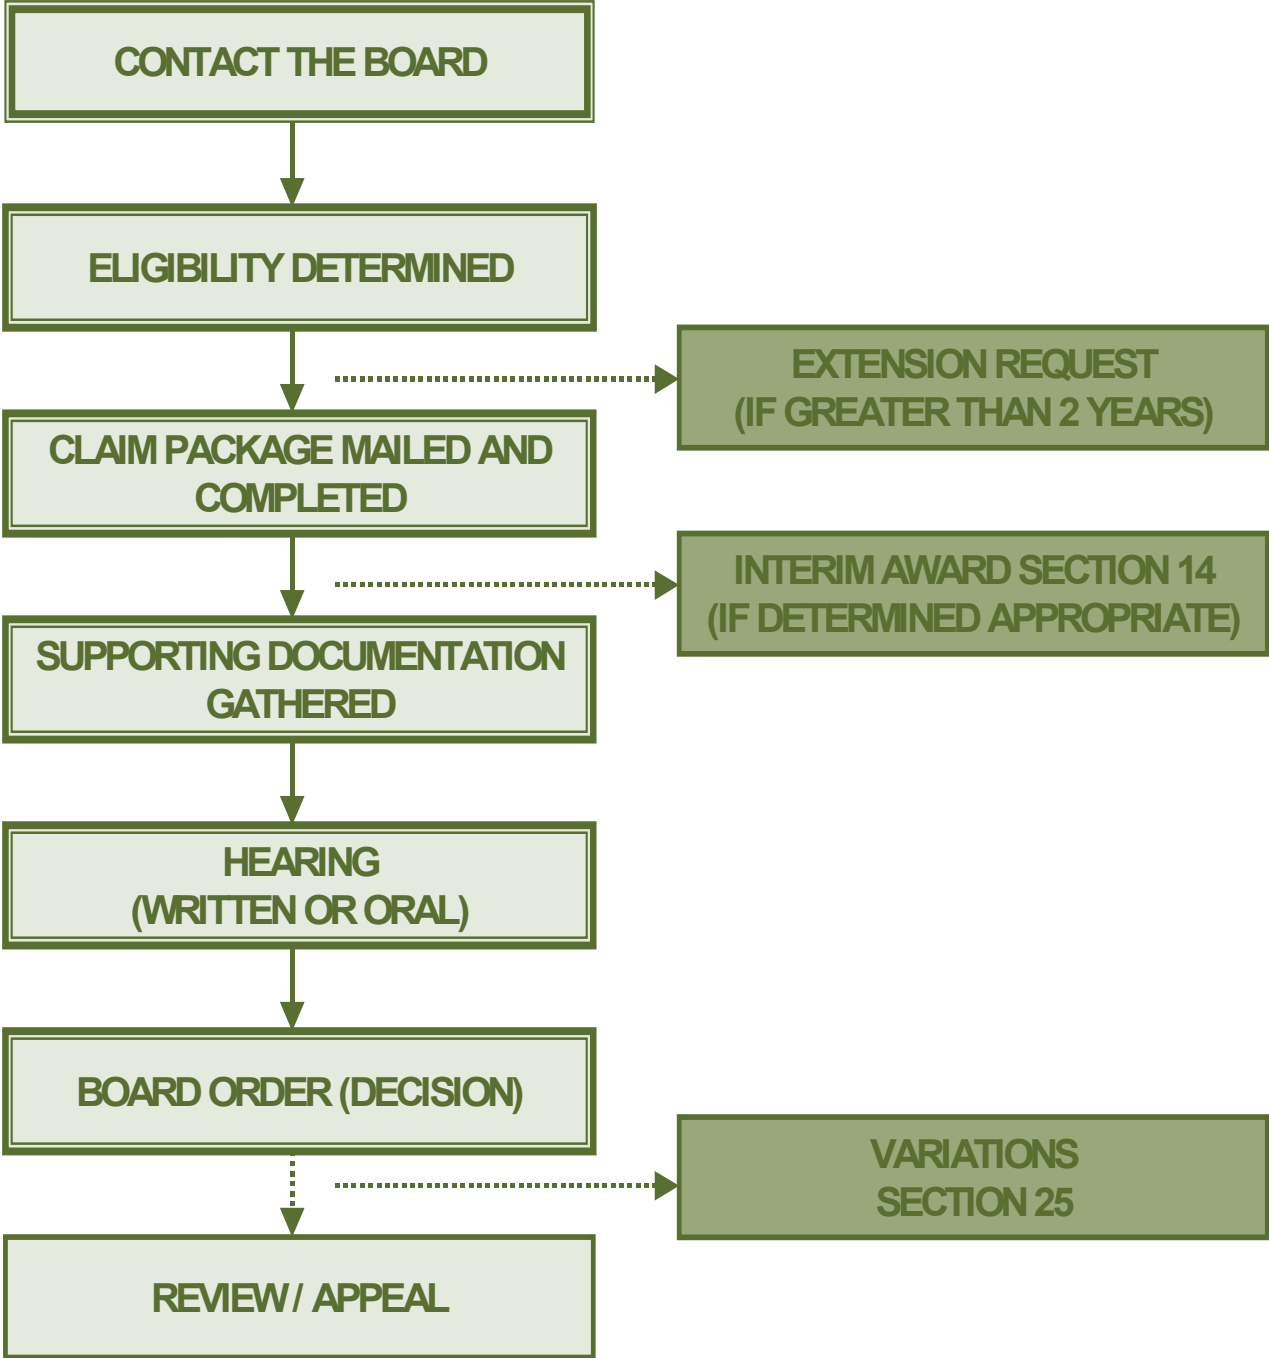 CONTACT THE BOARD
ELIGIBILITY DETERMINED
EXTENSION REQUEST
(IF GREATER THAN 2 YEARS)
CLAIM PACKAGE MAILED AND
COMPLETED
INTERIM AWARD SECTION 14
(IF DETERMINED APPROPRIATE)
SUPPORTING DOCUMENTATION
GATHERED
HEARING
(WRITTEN OR ORAL)
BOARD ORDER (DECISION)
VARIATIONS
SECTION 25
REVIEW / APPEAL